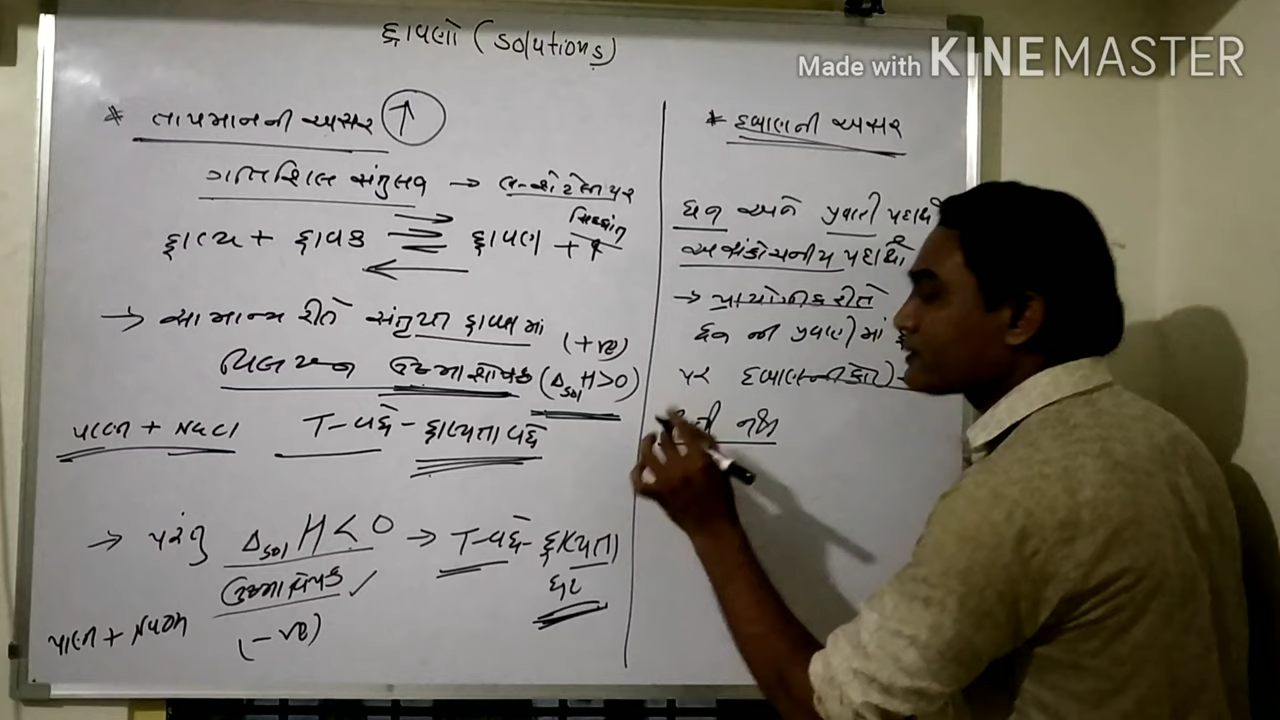 દ્રાવણો (Solutions)
Made with KINEMASTER
* તાપમાનની અસર ↑
ગતિશિલ સંતુલન → લ-શેટેલિયર
સિદ્ધાંત
દ્રાવ્ય + દ્રાવક ⇌ દ્રાવણ +
→ સામાન્ય રીતે સંતૃપ્ત દ્રાવણમાં
(+ve)
વિલયન ઉષ્માશોષક (ΔsolH>0)
પાણી + NaCl T-વધે - દ્રાવ્યતા વધે
→ પરંતુ ΔsolH < 0 → T-વધે- દ્રાવ્યતા
ઉષ્માક્ષેપક ✓ ઘટે
પાણી +
(-ve)
* દબાણની અસર
ઘન અને પ્રવાહી પદાર્થો
અસંકોચનીય પદાર્થો
→ પ્રાયોગિક રીતે
ઘન ની પ્રવાહીમાં
પર દબાણની કોઈ
નથી